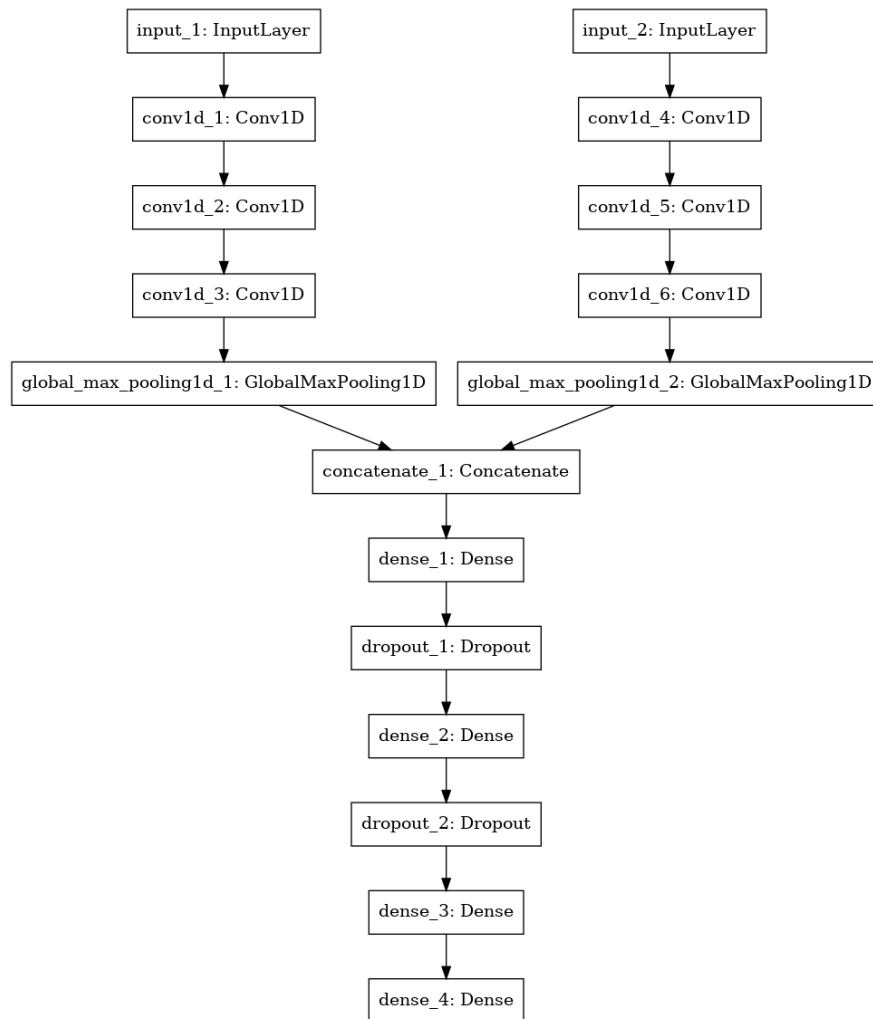 input_1: InputLayer
input_2: InputLayer
conv1d_1: Conv1D
conv1d_4: Conv1D
conv1d_2: Conv1D
conv1d_5: Conv1D
conv1d_3: Conv1D
conv1d_6: Conv1D
global_max_pooling1d_1: GlobalMaxPooling1D
global_max_pooling1d_2: GlobalMaxPooling1D
concatenate_1: Concatenate
dense_1: Dense
dropout_1: Dropout
dense_2: Dense
dropout_2: Dropout
dense_3: Dense
dense_4: Dense